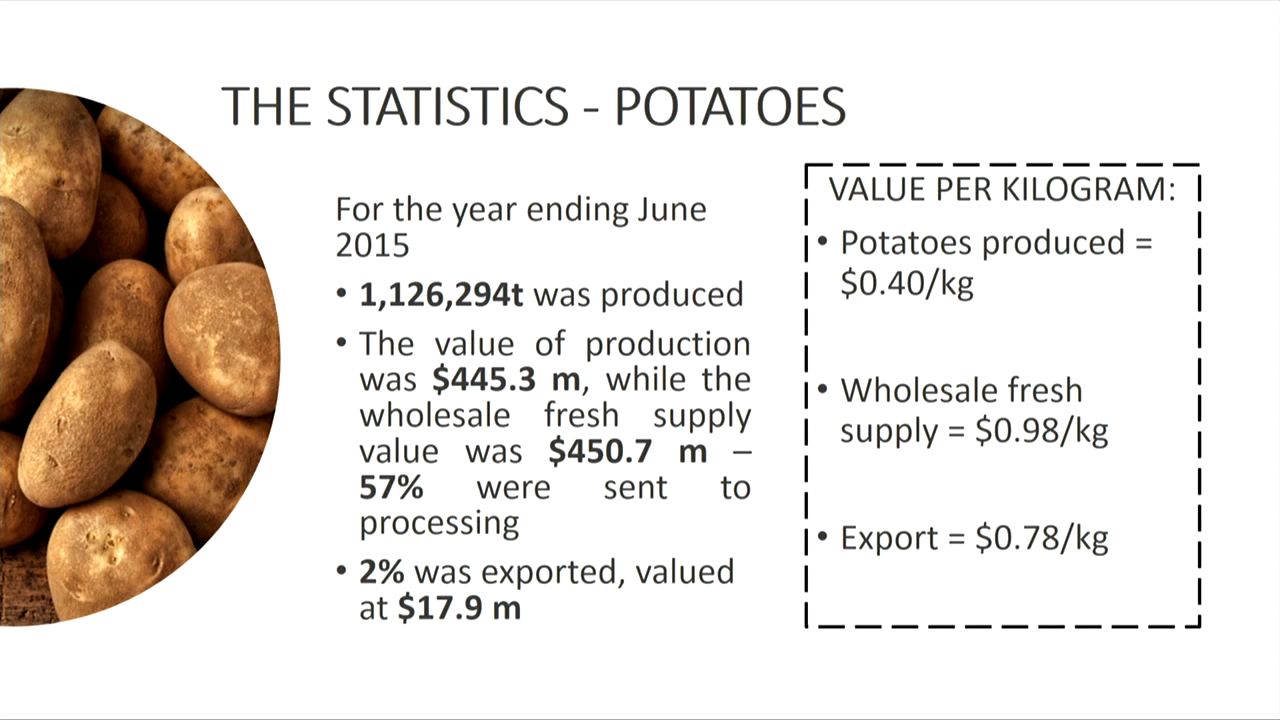 THE STATISTICS - POTATOES
For the year ending June
2015
• 1,126,294t was produced
• The value of production
was $445.3 m, while the
wholesale fresh supply
value was $450.7 m –
57% were sent to
processing
• 2% was exported, valued
at $17.9 m
VALUE PER KILOGRAM:
• Potatoes produced =
$0.40/kg
• Wholesale fresh
supply = $0.98/kg
• Export = $0.78/kg